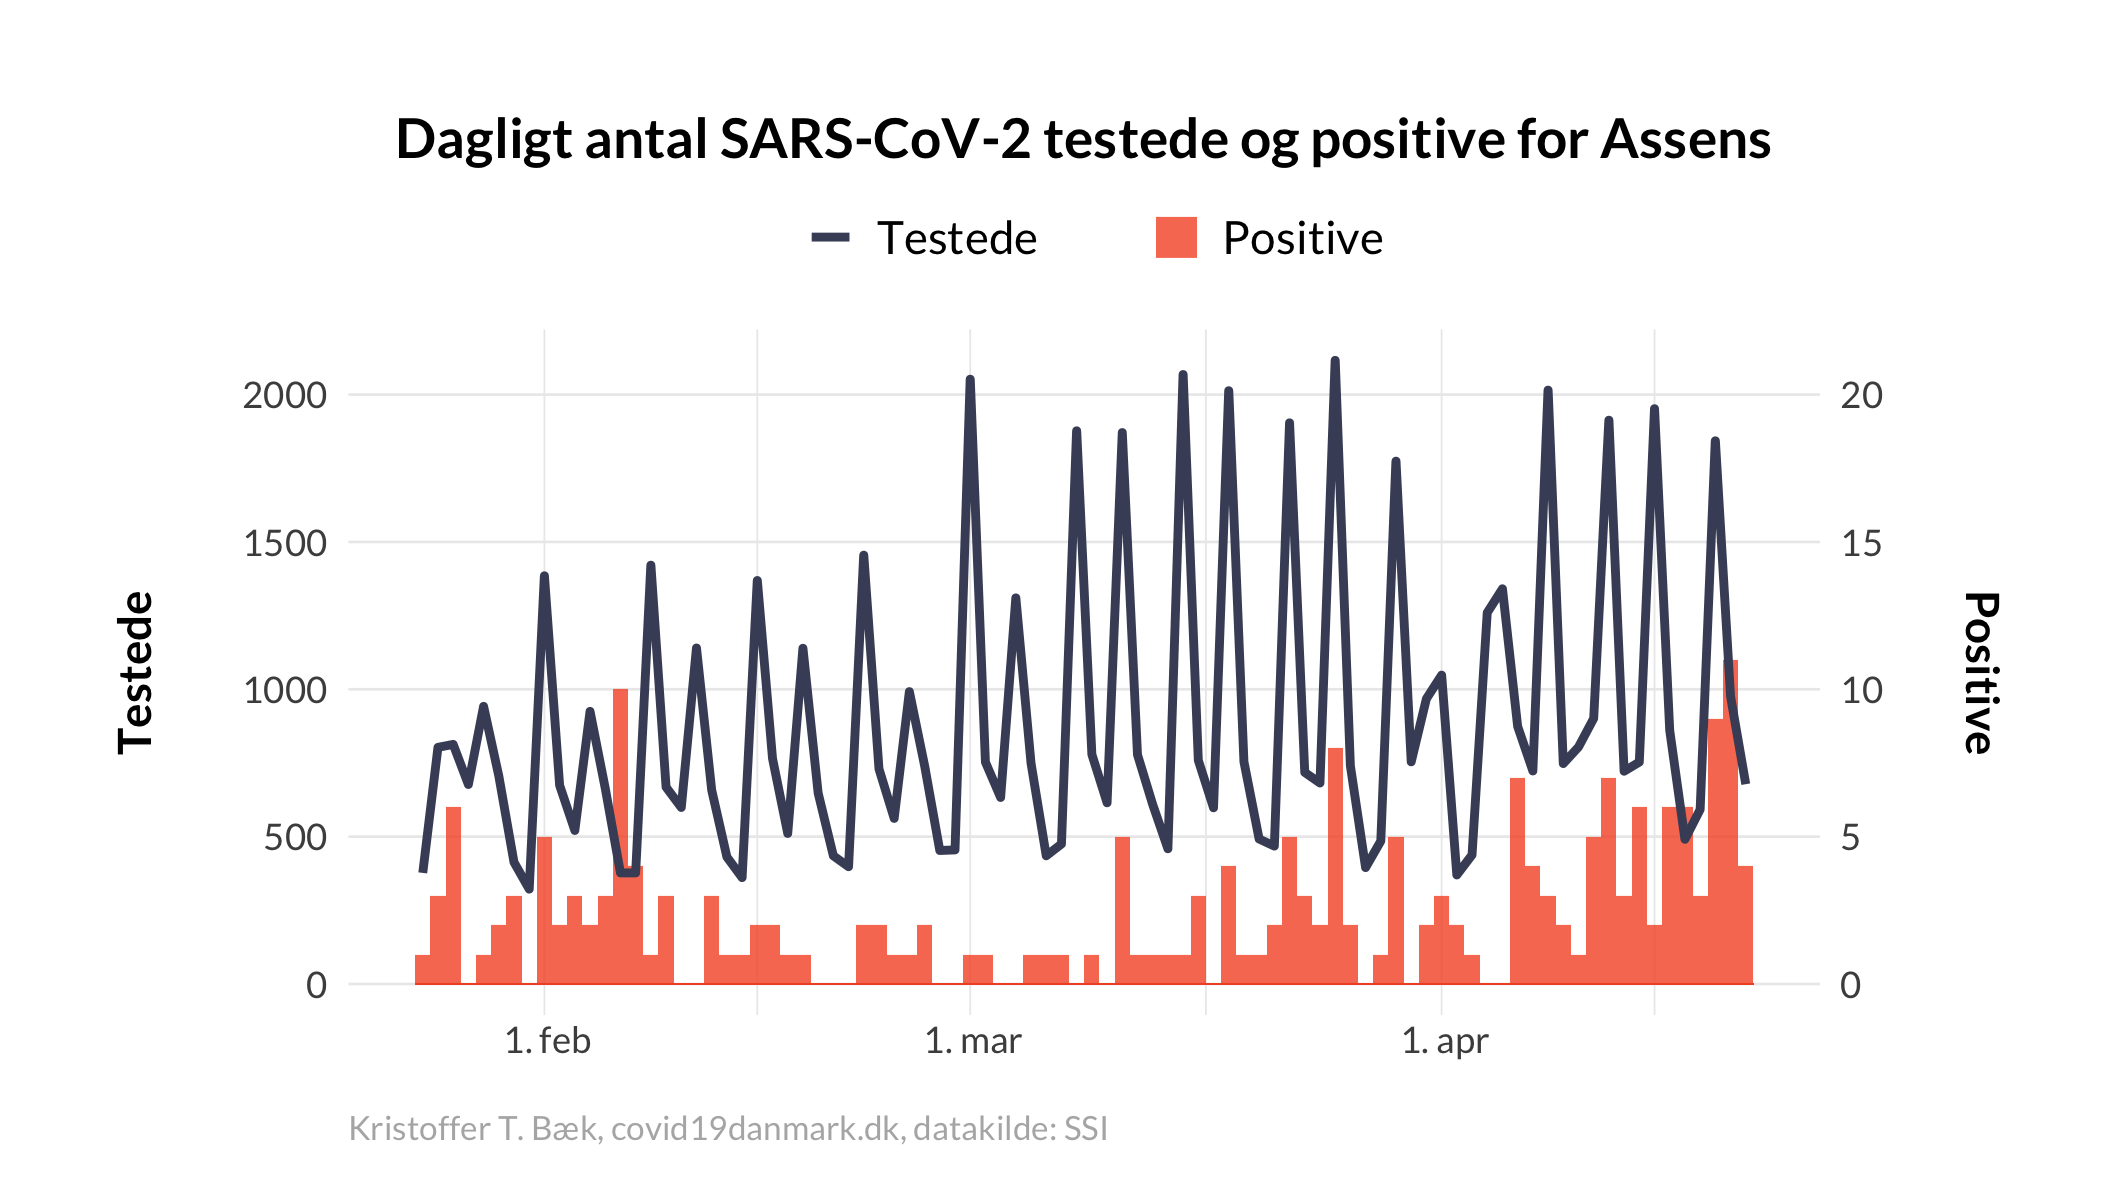 Dagligt antal SARS-CoV-2 testede og positive for Assens
Testede
Positive
2000
1500
1000
500
0
20
15
10
5
0
Testede
Positive
1. feb
1. mar
1. apr
Kristoffer T. Bæk, covid19danmark.dk, datakilde: SSI